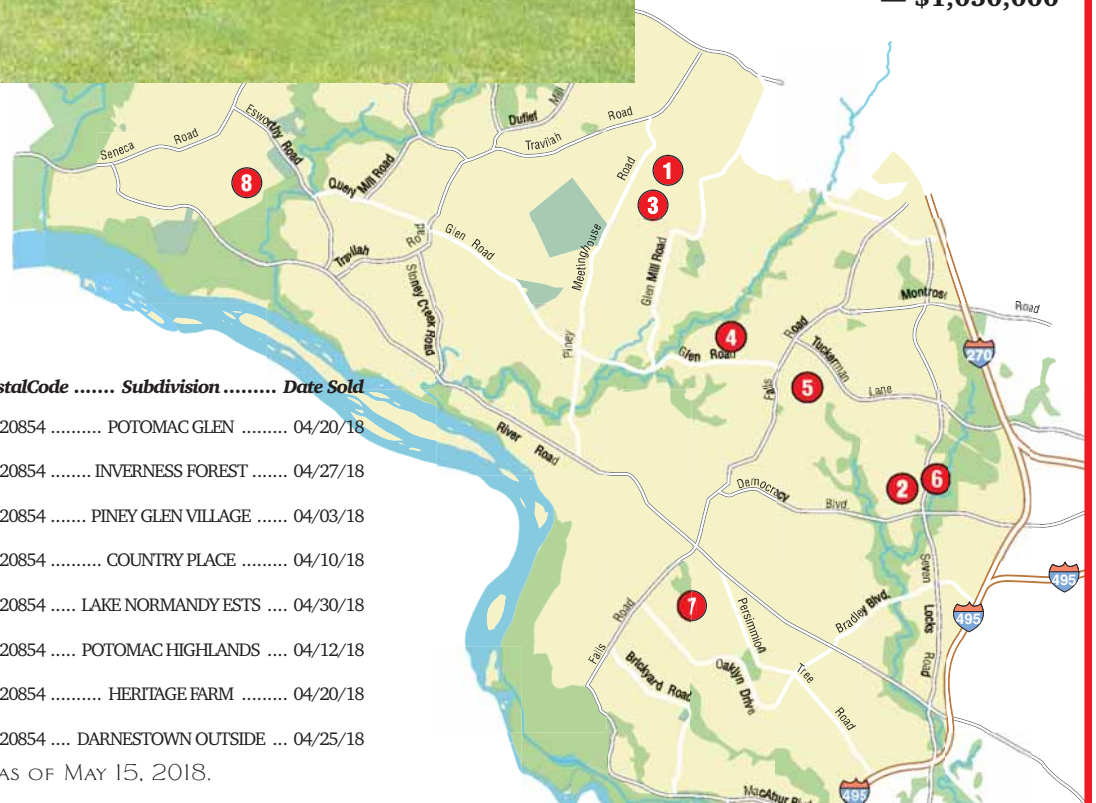 — $1,050,000
stalCode ....... Subdivision ......... Date Sold
20854 .......... POTOMAC GLEN ......... 04/20/18
20854 ........ INVERNESS FOREST ....... 04/27/18
20854 ....... PINEY GLEN VILLAGE ...... 04/03/18
20854 .......... COUNTRY PLACE ......... 04/10/18
20854 ..... LAKE NORMANDY ESTS .... 04/30/18
20854 ..... POTOMAC HIGHLANDS .... 04/12/18
20854 .......... HERITAGE FARM ......... 04/20/18
20854 .... DARNESTOWN OUTSIDE ... 04/25/18
AS OF MAY 15, 2018.
Seneca Road
Esworthy Road
Query Mill Road
Dufief Mill
Travilah Road
Travilah Road
Glen Road
Stoney Creek Road
Piney Meetinghouse Road
Glen Mill Road
Glen Road
Falls Road
Tuckerman Lane
Montrose Road
River Road
Democracy Blvd.
Seven Locks Road
Bradley Blvd.
Persimmion Tree Road
Oaklyn Drive
Brickyard Road
Falls Road
MacArthur
1
2
3
4
5
6
7
8
270
495
495
495